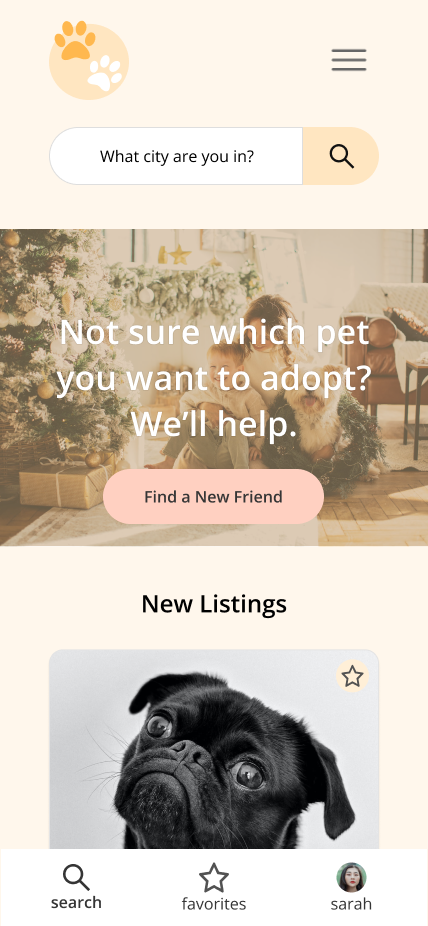 What city are you in?
Not sure which pet
you want to adopt?
We'll help.
Find a New Friend
New Listings
search
favorites
sarah